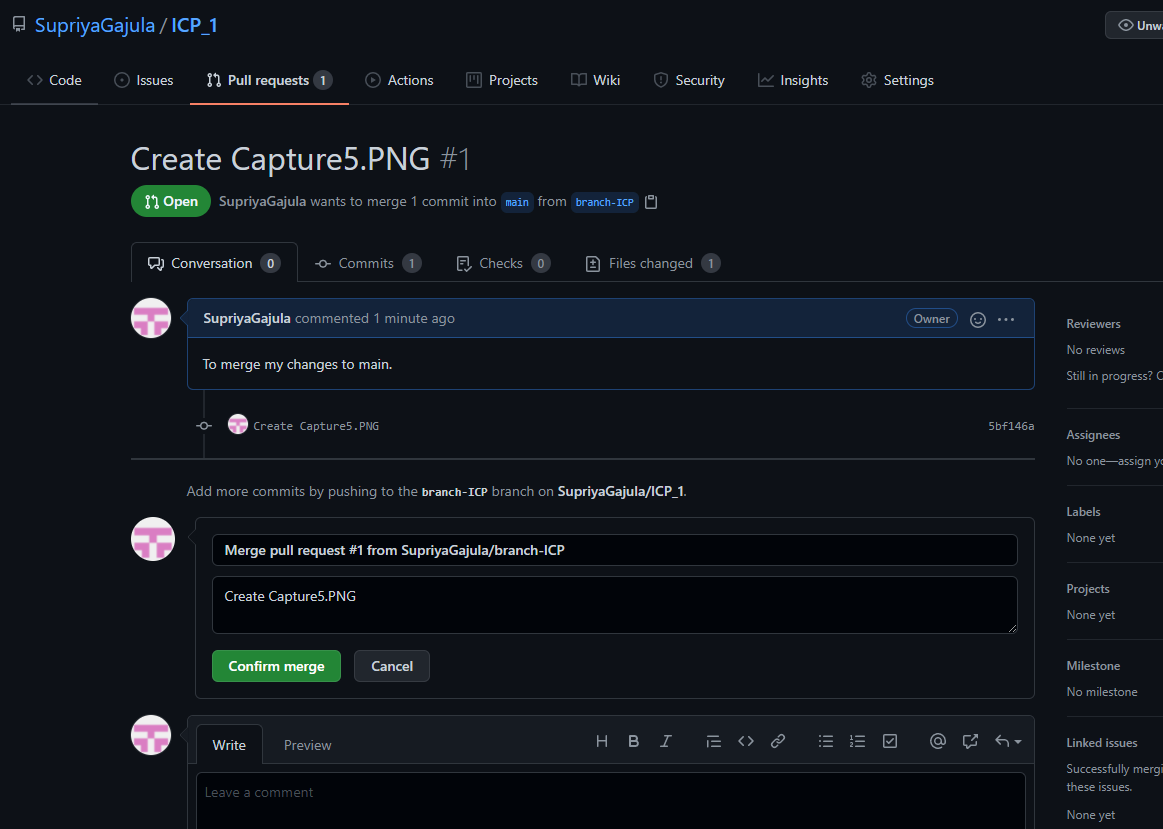 SupriyaGajula / ICP_1
Code Issues Pull requests 1 Actions Projects Wiki Security Insights Settings
Create Capture5.PNG #1
Open SupriyaGajula wants to merge 1 commit into main from branch-ICP
Conversation 0 Commits 1 Checks 0 Files changed 1
SupriyaGajula commented 1 minute ago Owner
To merge my changes to main.
Create Capture5.PNG 5bf146a
Add more commits by pushing to the branch-ICP branch on SupriyaGajula/ICP_1.
Merge pull request #1 from SupriyaGajula/branch-ICP
Create Capture5.PNG
Confirm merge Cancel
Write Preview
Leave a comment
Reviewers
No reviews
Still in progress?
Assignees
No one—assign
Labels
None yet
Projects
None yet
Milestone
No milestone
Linked issues
Successfully
these issues.
None yet